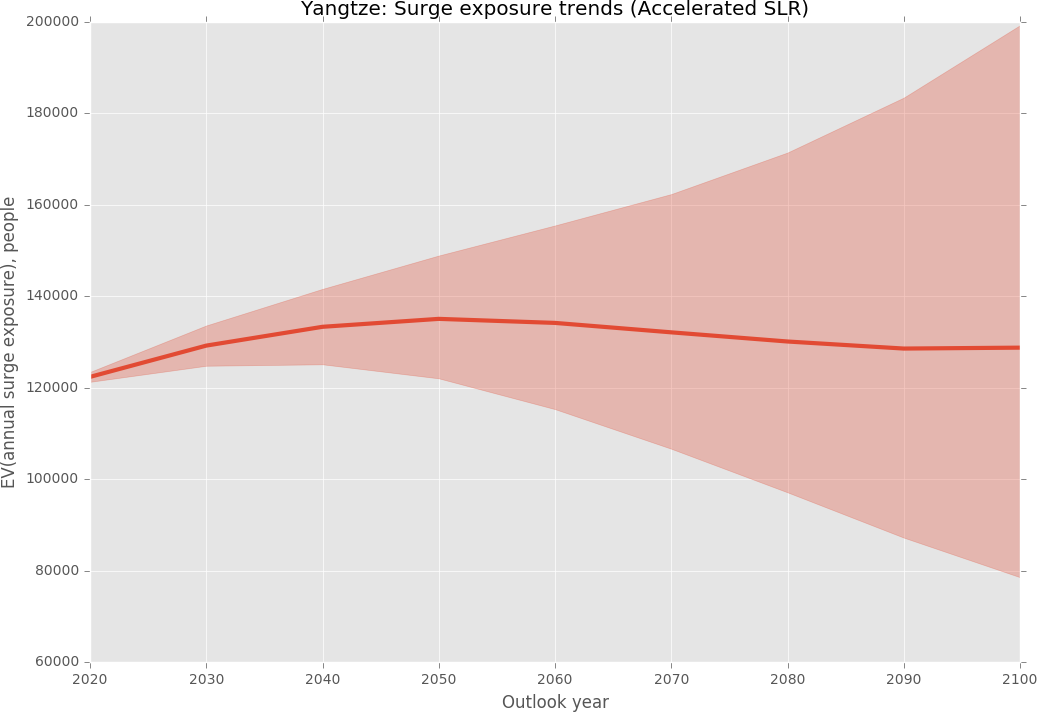 Yangtze: Surge exposure trends (Accelerated SLR)
200000
180000
160000
140000
120000
100000
80000
60000
EV(annual surge exposure), people
2020 2030 2040 2050 2060 2070 2080 2090 2100
Outlook year